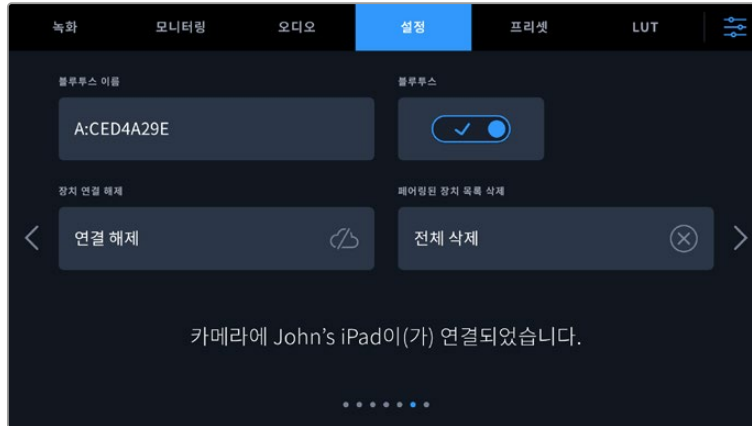 녹화 모니터링 오디오 설정 프리셋 LUT
블루투스 이름 블루투스
A:CED4A29E
장치 연결 해제 페어링된 장치 목록 삭제
연결 해제 전체 삭제
카메라에 John’s iPad이(가) 연결되었습니다.